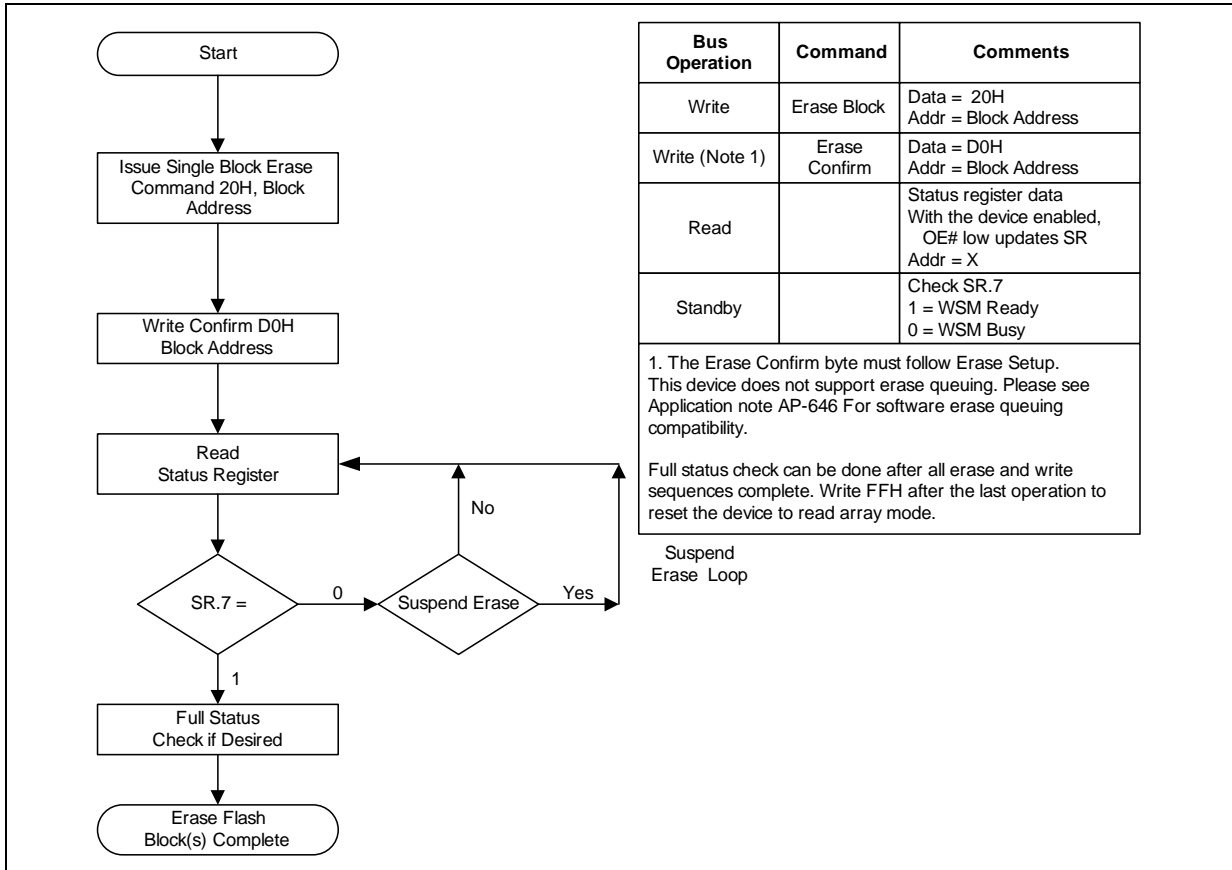 Start
Issue Single Block Erase
Command 20H, Block
Address
Write Confirm D0H
Block Address
Read
Status Register
No
SR.7 =
0
Suspend Erase
Yes
1
Full Status
Check if Desired
Erase Flash
Block(s) Complete
Suspend
Erase Loop
Bus
Operation
Command
Comments
Write
Erase Block
Data = 20H
Addr = Block Address
Write (Note 1)
Erase
Confirm
Data = D0H
Addr = Block Address
Read
Status register data
With the device enabled,
OE# low updates SR
Addr = X
Standby
Check SR.7
1 = WSM Ready
0 = WSM Busy
1. The Erase Confirm byte must follow Erase Setup.
This device does not support erase queuing. Please see
Application note AP-646 For software erase queuing
compatibility.
Full status check can be done after all erase and write
sequences complete. Write FFH after the last operation to
reset the device to read array mode.